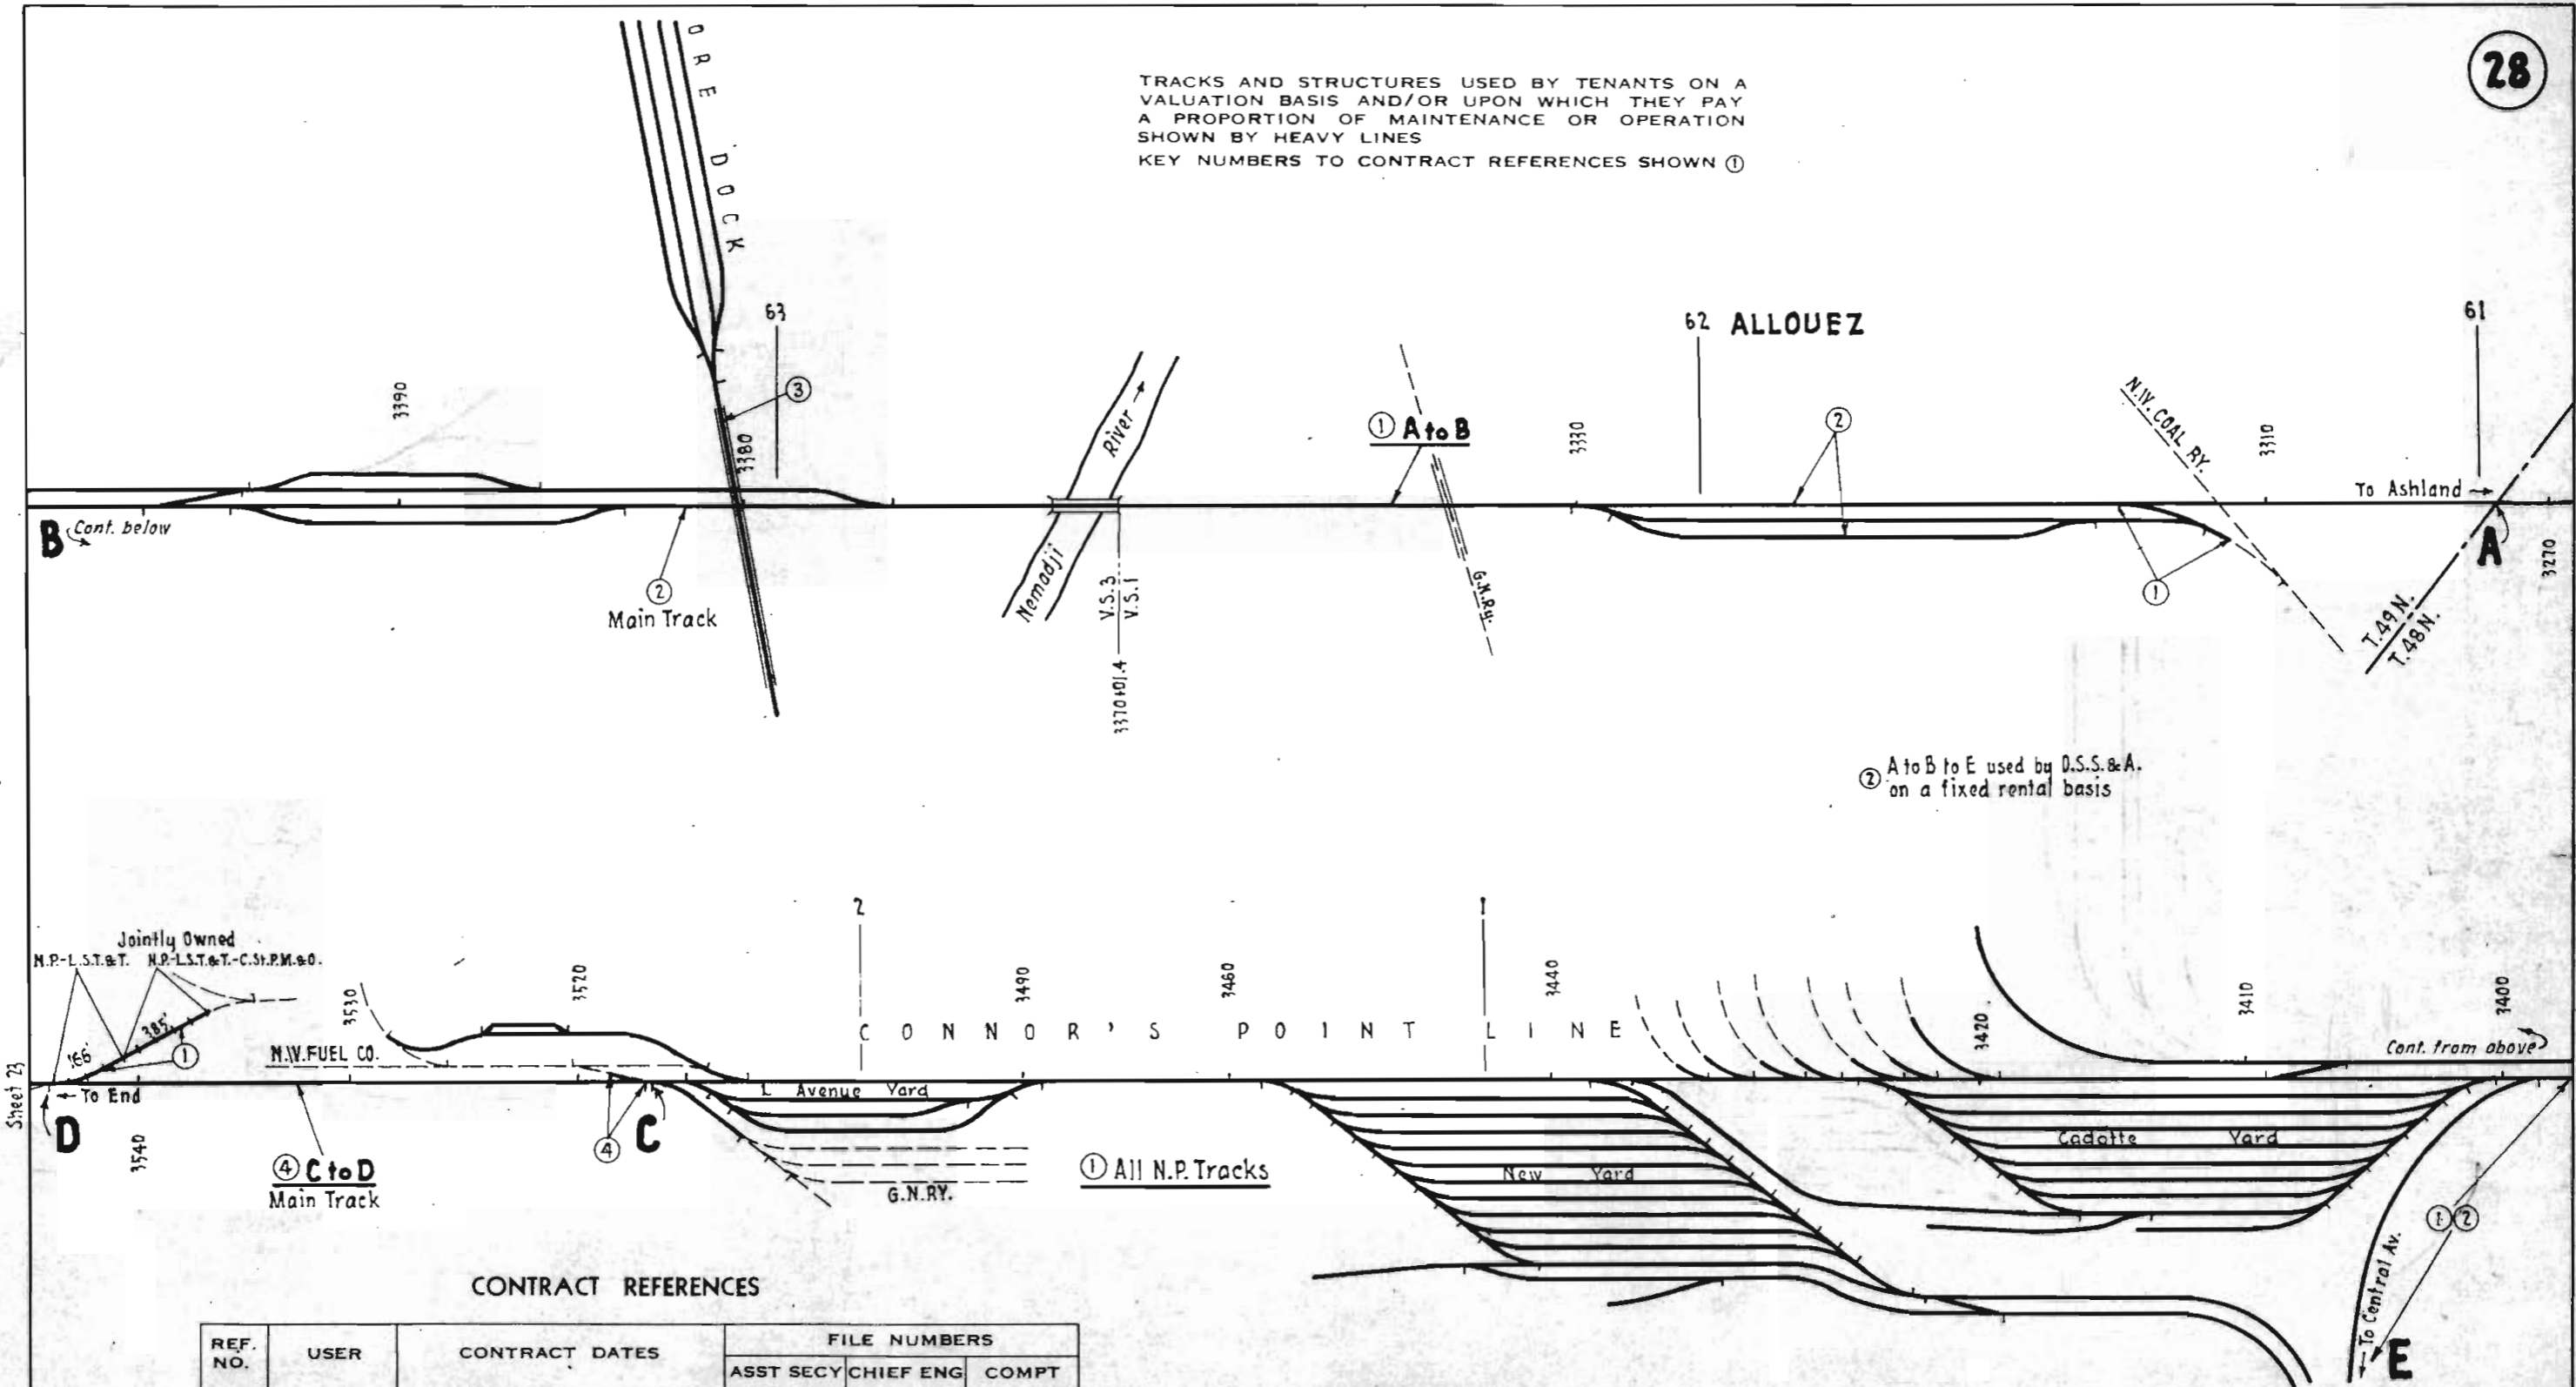 28
TRACKS AND STRUCTURES USED BY TENANTS ON A
VALUATION BASIS AND/OR UPON WHICH THEY PAY
A PROPORTION OF MAINTENANCE OR OPERATION
SHOWN BY HEAVY LINES
KEY NUMBERS TO CONTRACT REFERENCES SHOWN ①
ORE DOCK
63
62 ALLOUEZ
61
3390
③
3380
River
① A to B
3330
②
N.W. COAL RY.
3310
To Ashland
B Cont. below
②
Main Track
Nemadji
V.S.3
V.S.1
3370+01.4
G.N.Ry.
①
A
3270
T.49N.
T.48N.
② A to B to E used by D.S.S.&A.
on a fixed rental basis
Jointly Owned
N.P.-L.S.T.&T. N.P.-L.S.T.&T.-C.St.P.M.&O.
2
1
3530
3520
3490
3460
3440
3420
3410
3400
CONNOR'S POINT LINE
166'
385'
①
N.W. FUEL CO.
Cont. from above
Sheet 23
To End
D
3540
④ C to D
Main Track
④
C
Avenue Yard
G.N.RY.
① All N.P. Tracks
New Yard
Cadotte Yard
① ②
To Central Av.
E
CONTRACT REFERENCES
REF. NO.
USER
CONTRACT DATES
FILE NUMBERS
ASST SECY
CHIEF ENG
COMPT